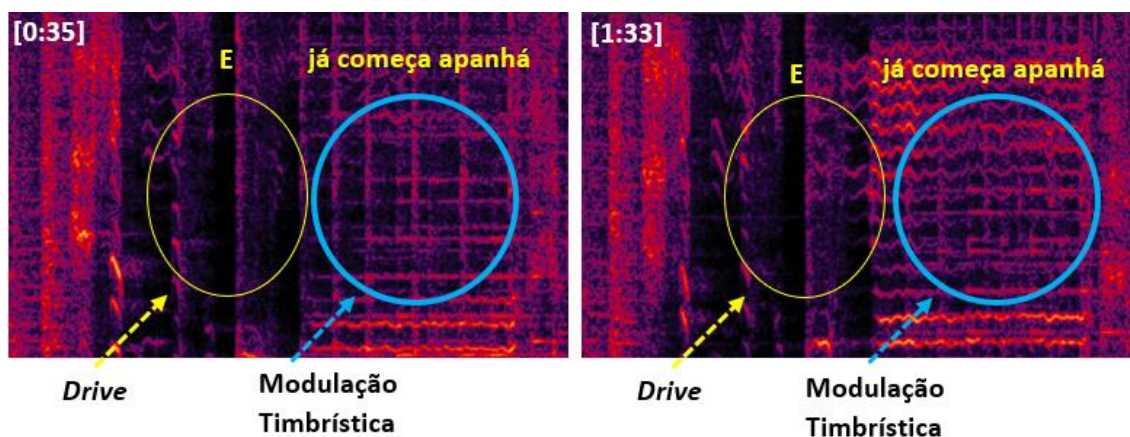 [0:35]
E
já começa apanhá
Drive
Modulação
Timbrística
[1:33]
E
já começa apanhá
Drive
Modulação
Timbrística